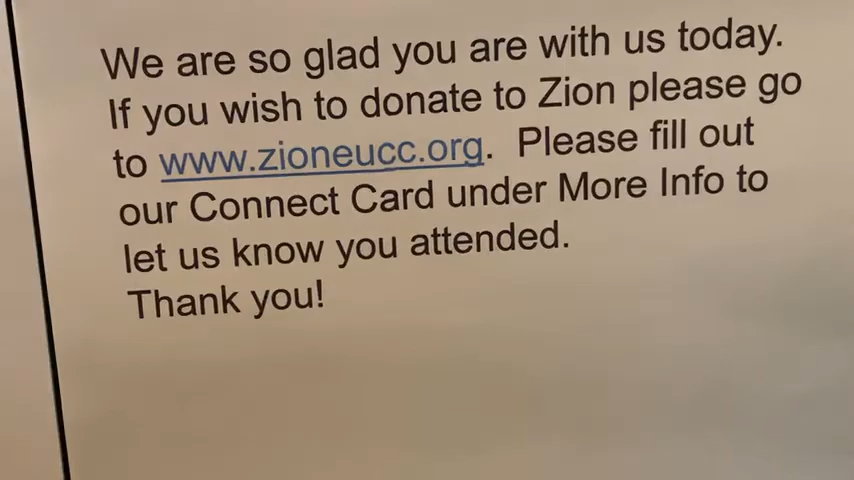 We are so glad you are with us today.
If you wish to donate to Zion please go
to www.zioneucc.org.  Please fill out
our Connect Card under More Info to
let us know you attended.
Thank you!